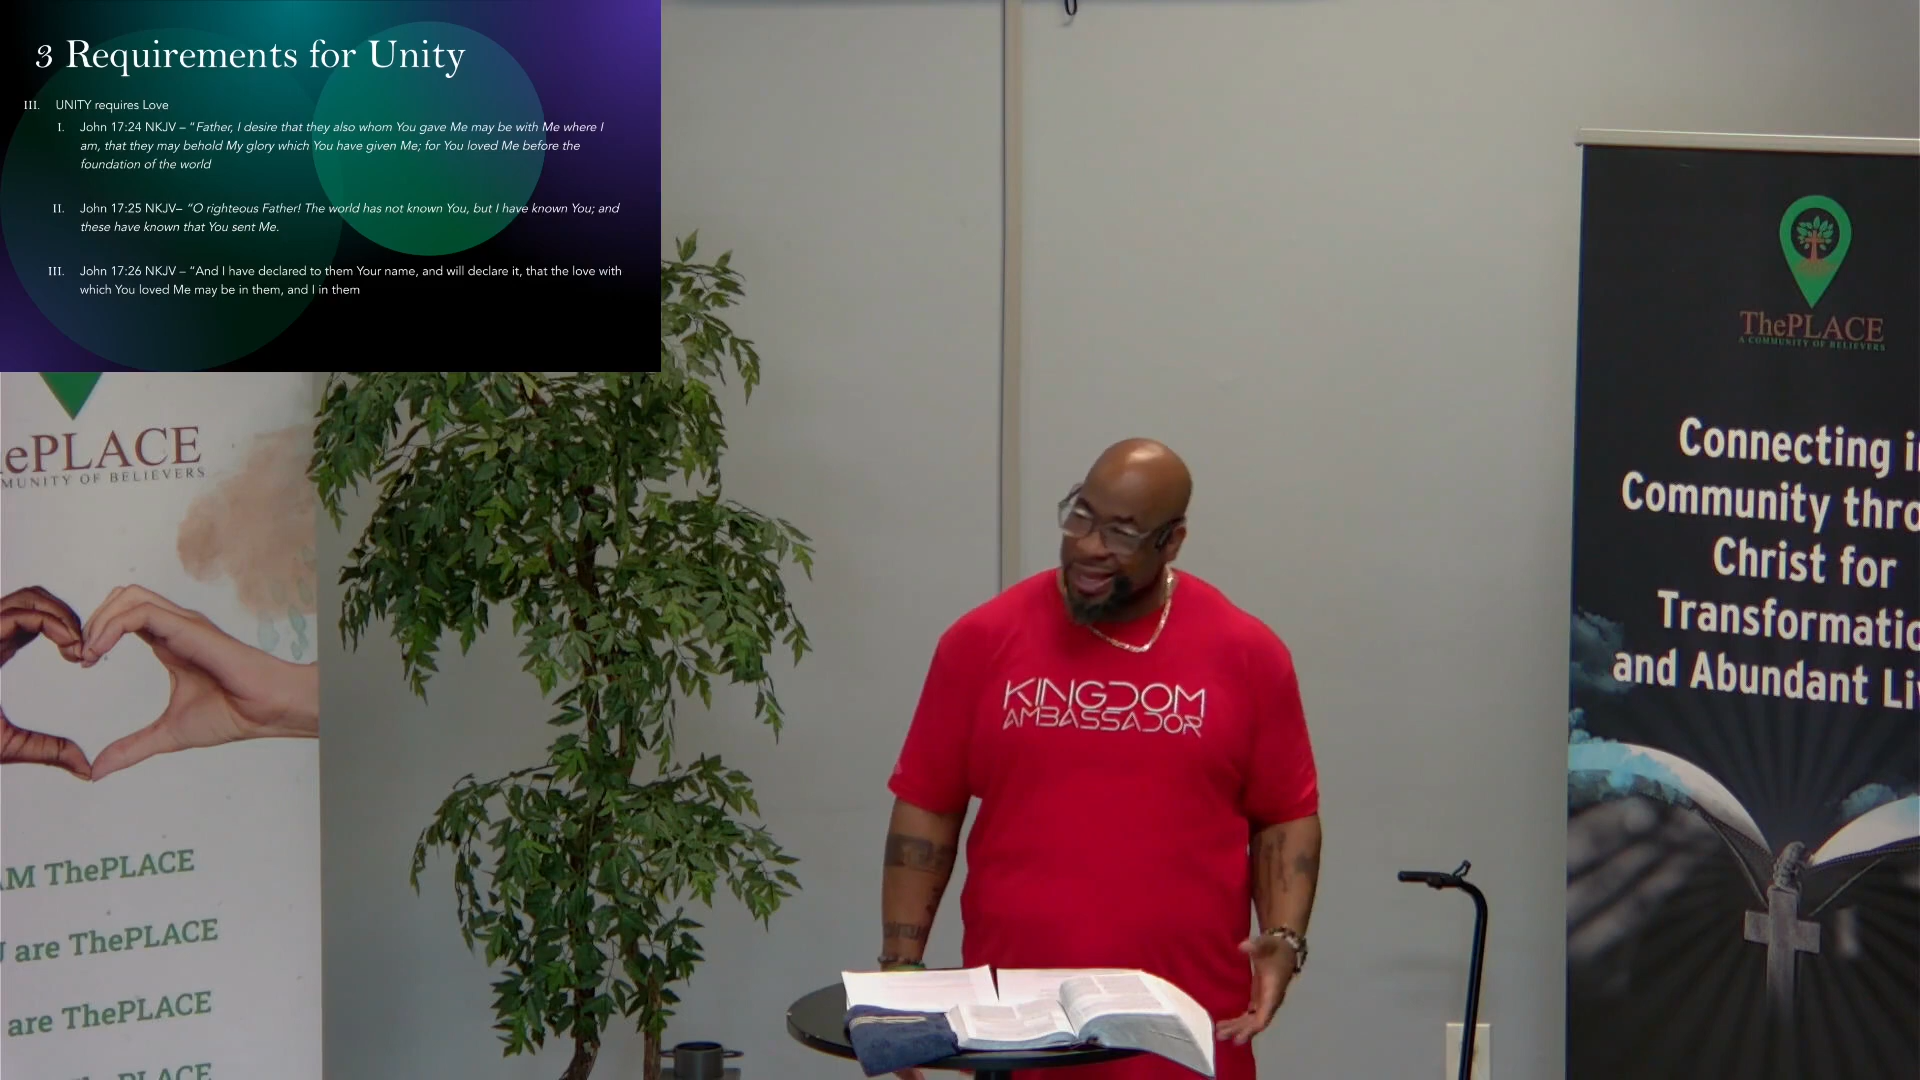 3 Requirements for Unity
III. UNITY requires Love
I. John 17:24 NKJV – “Father, I desire that they also whom You gave Me may be with Me where I
am, that they may behold My glory which You have given Me; for You loved Me before the
foundation of the world
II. John 17:25 NKJV– “O righteous Father! The world has not known You, but I have known You; and
these have known that You sent Me.
III. John 17:26 NKJV – “And I have declared to them Your name, and will declare it, that the love with
which You loved Me may be in them, and I in them
ePLACE
MUNITY OF BELIEVERS
AM ThePLACE
U are ThePLACE
are ThePLACE
PLACE
KINGDOM
AMBASSADOR
ThePLACE
A COMMUNITY OF BELIEVERS
Connecting i
Community thro
Christ for
Transformatio
and Abundant Li